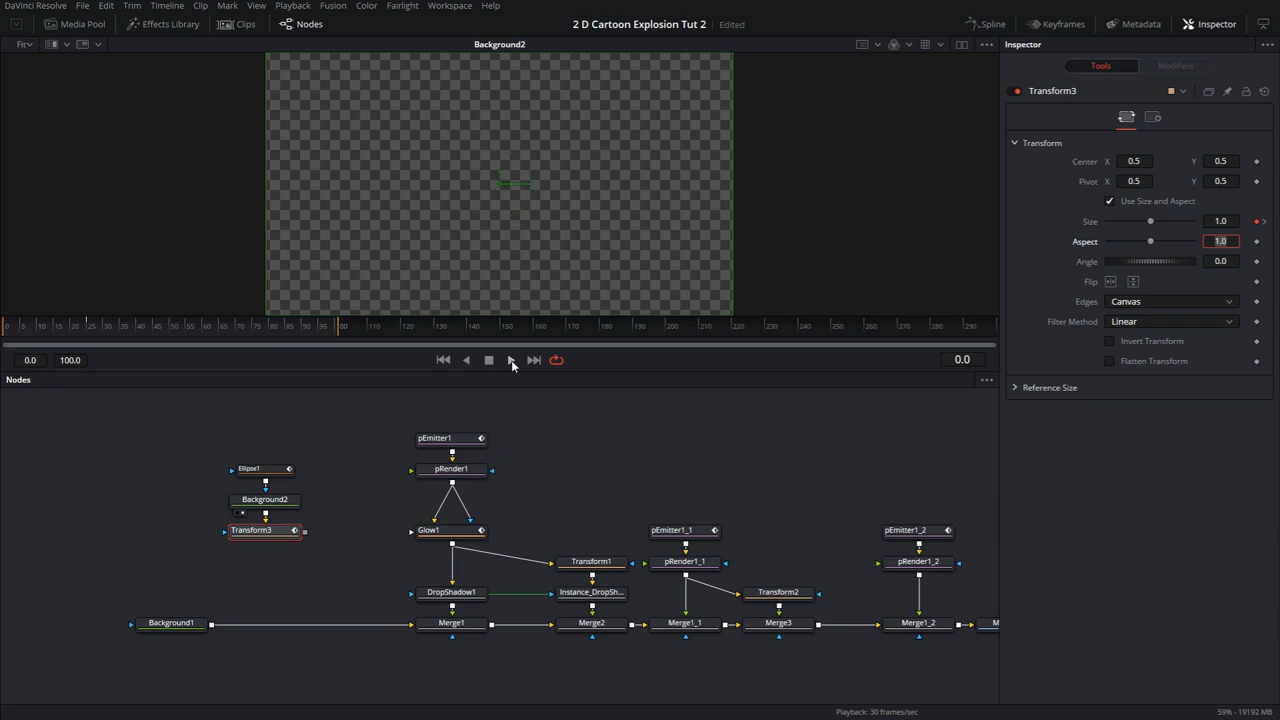 DaVinci Resolve File Edit Trim Timeline Clip Mark View Playback Fusion Color Fairlight Workspace Help
Media Pool Effects Library Clips Nodes 2 D Cartoon Explosion Tut 2 Edited Spline Keyframes Metadata Inspector
Fit Background2 Inspector
Tools Modifiers
Transform3
Transform
Center X 0.5 Y 0.5
Pivot X 0.5 Y 0.5
Use Size and Aspect
Size 1.0
Aspect 1.0
Angle 0.0
Flip
Edges Canvas
Filter Method Linear
Invert Transform
Flatten Transform
Reference Size
0 5 10 15 20 25 30 35 40 45 50 55 60 65 70 75 80 85 90 95 100 110 120 130 140 150 160 170 180 190 200 210 220 230 240 250 260 270 280 290
0.0 100.0 0.0
Nodes
pEmitter1
Ellipse1 pRender1
Background2
Transform3 Glow1 pEmitter1_1 pEmitter1_2
Transform1 pRender1_1 pRender1_2
DropShadow1 Instance_DropSh... Transform2
Background1 Merge1 Merge2 Merge1_1 Merge3 Merge1_2 M
Playback: 30 frames/sec 59% - 19192 MB